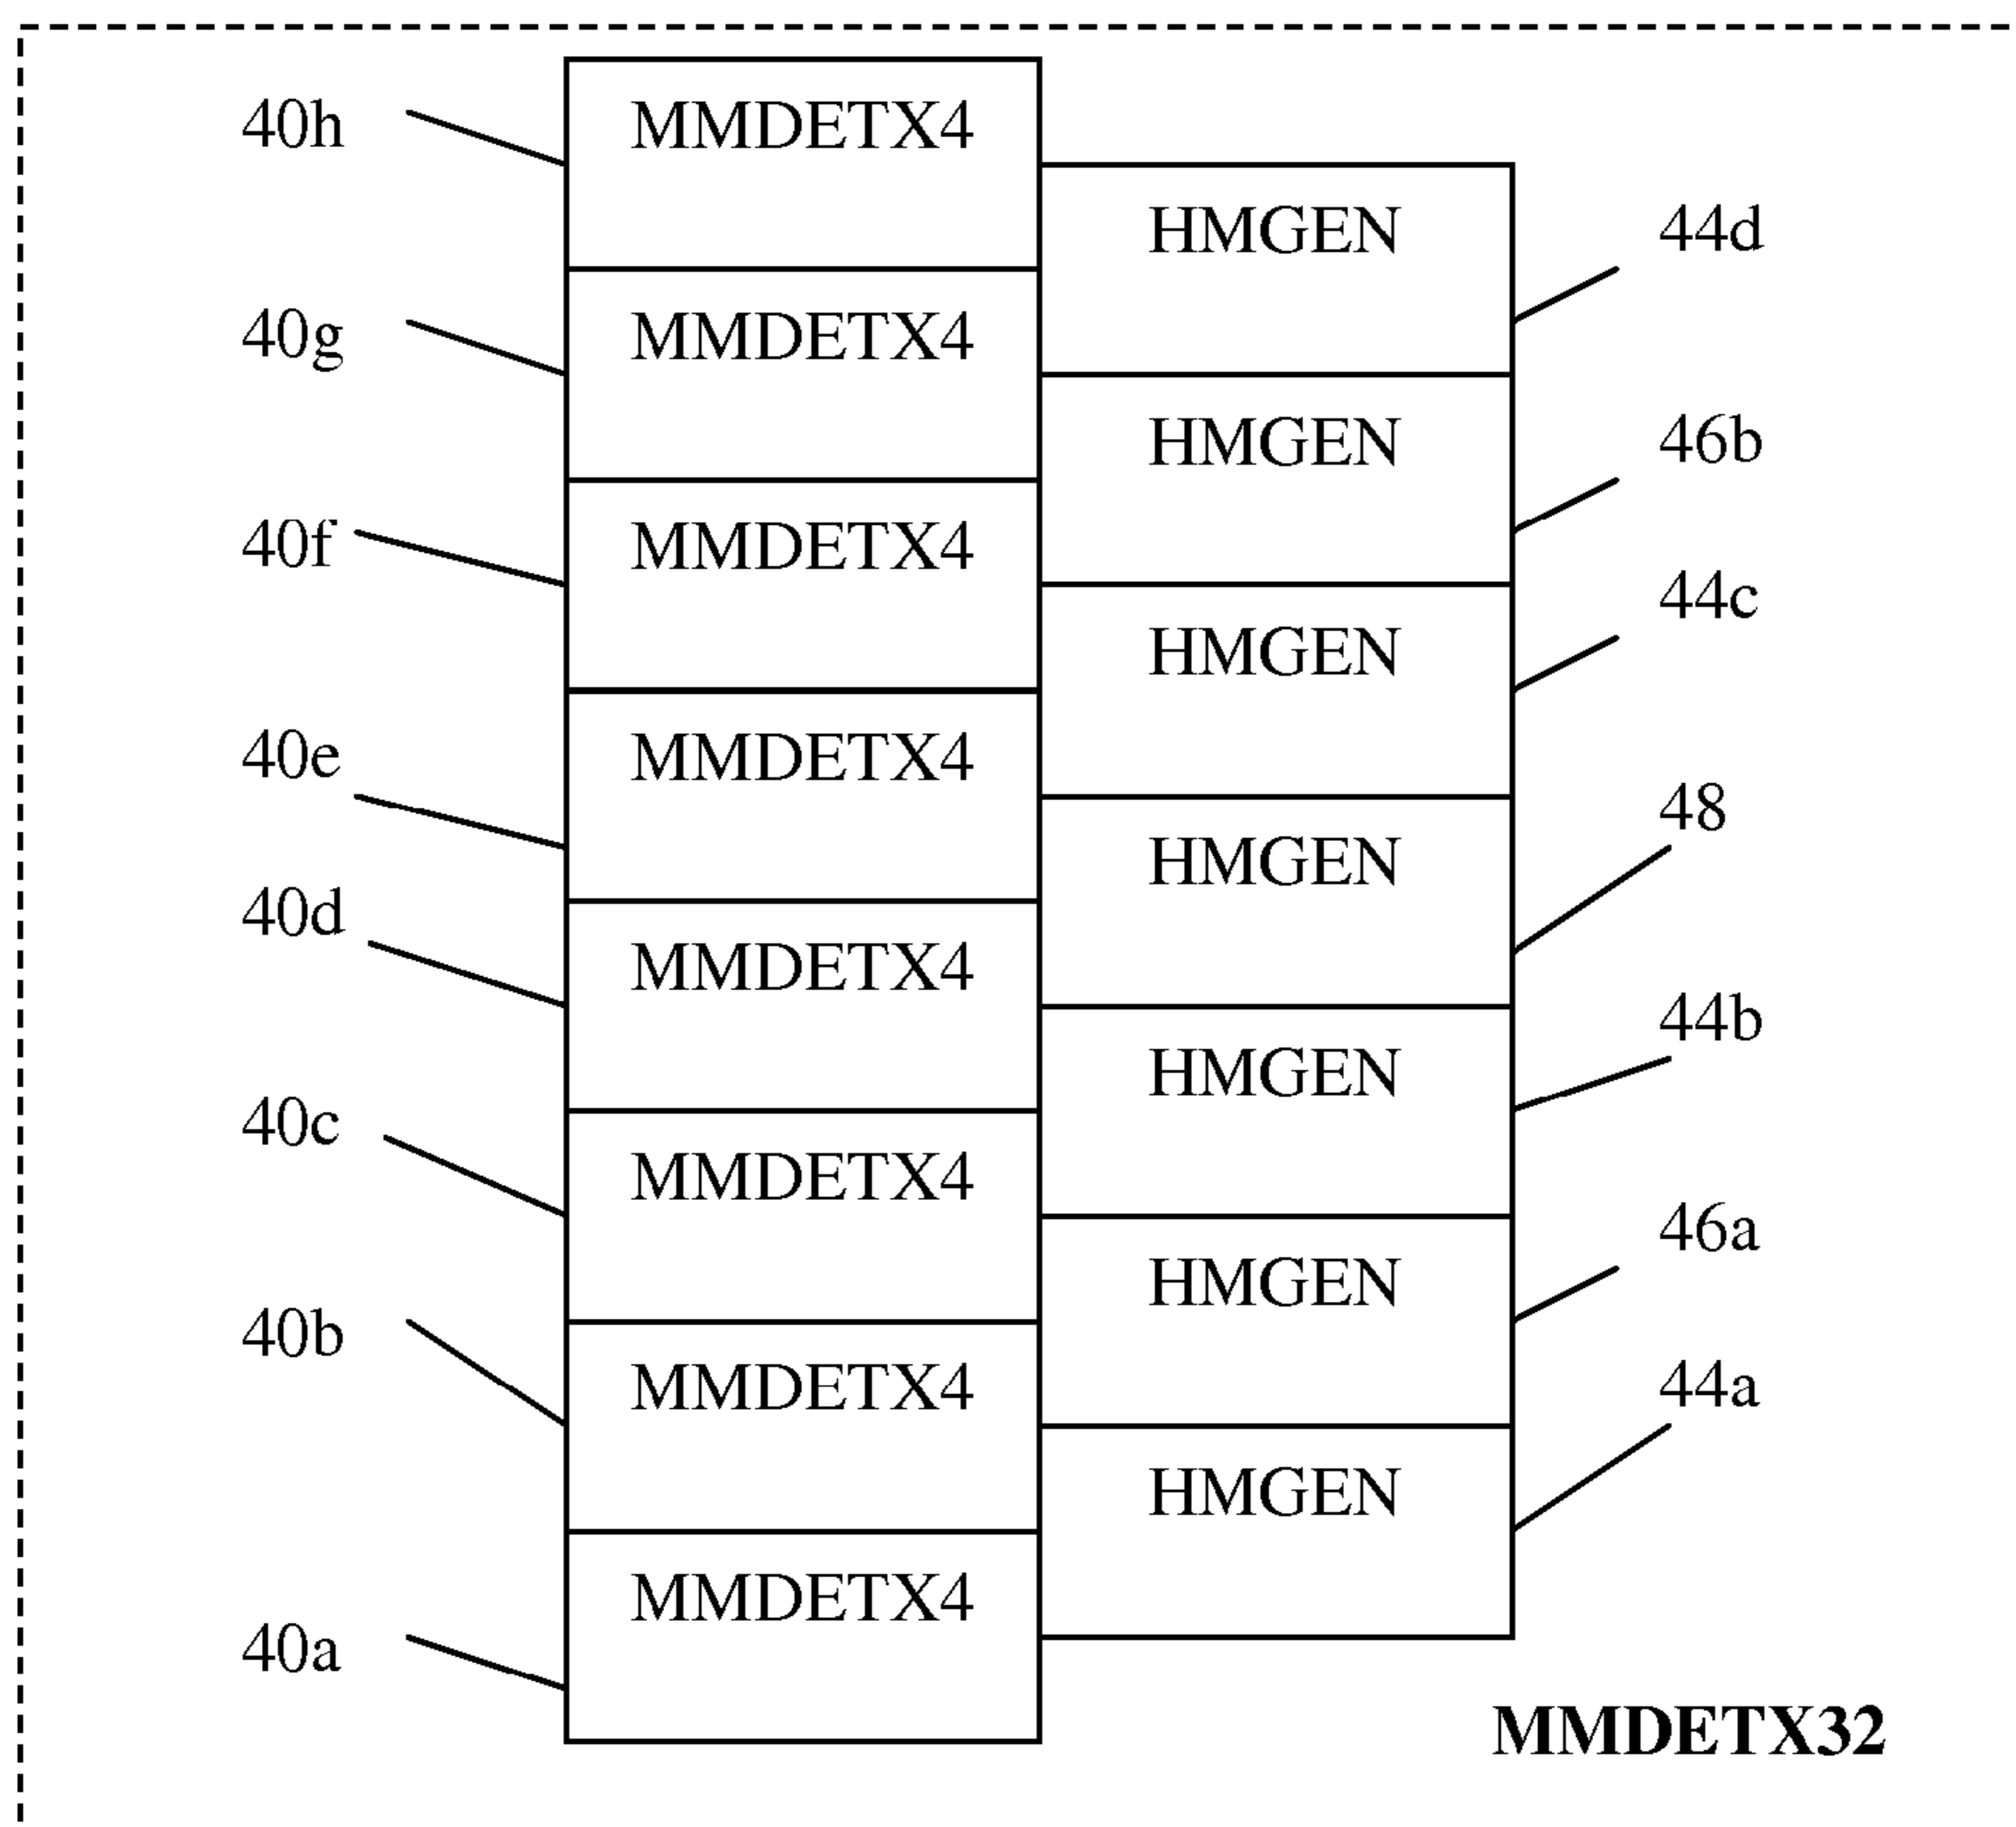 40h MMDETX4
HMGEN 44d
40g MMDETX4
HMGEN 46b
40f MMDETX4
HMGEN 44c
40e MMDETX4
HMGEN 48
40d MMDETX4
HMGEN 44b
40c MMDETX4
HMGEN 46a
40b MMDETX4
HMGEN 44a
40a MMDETX4
MMDETX32